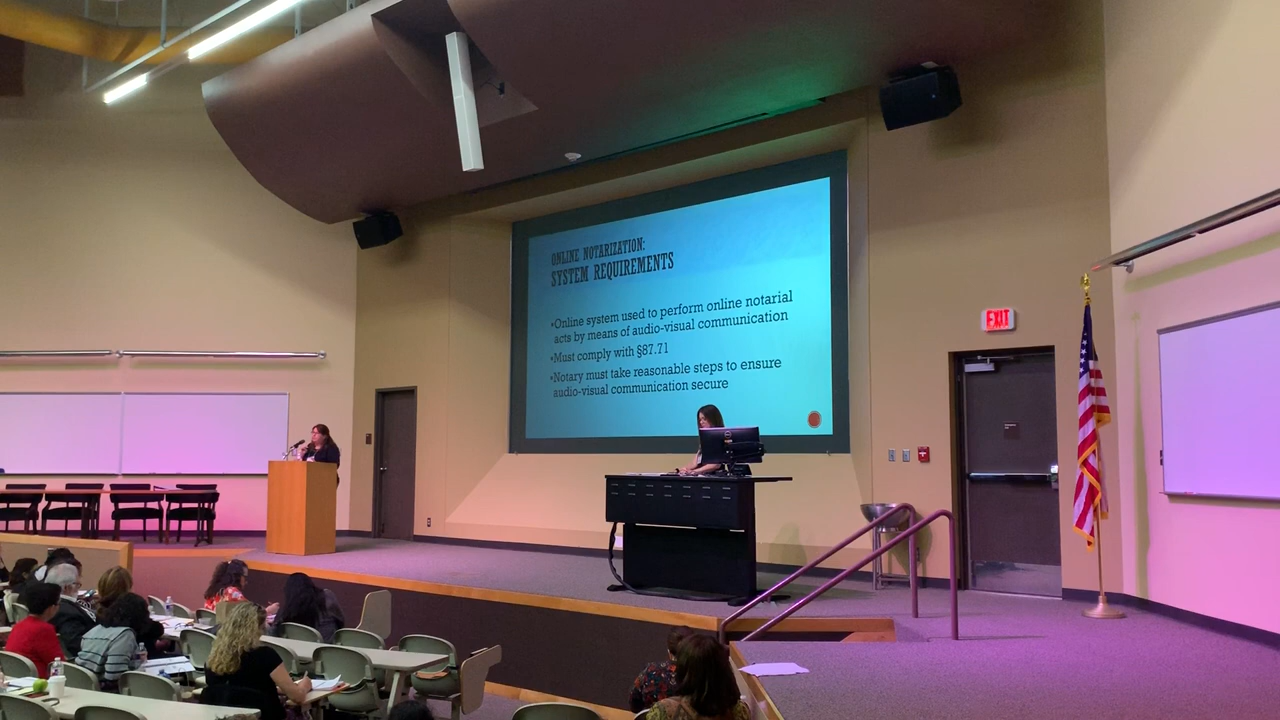 ONLINE NOTARIZATION:
SYSTEM REQUIREMENTS
•Online system used to perform online notarial
acts by means of audio-visual communication
•Must comply with §87.71
•Notary must take reasonable steps to ensure
audio-visual communication secure
EXIT